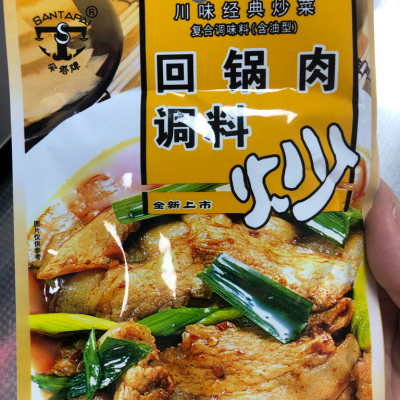 SANTAPAI
®
川味经典炒菜
复合调味料(含油型)
回锅肉
调料
炒
全新上市
图片仅供参考